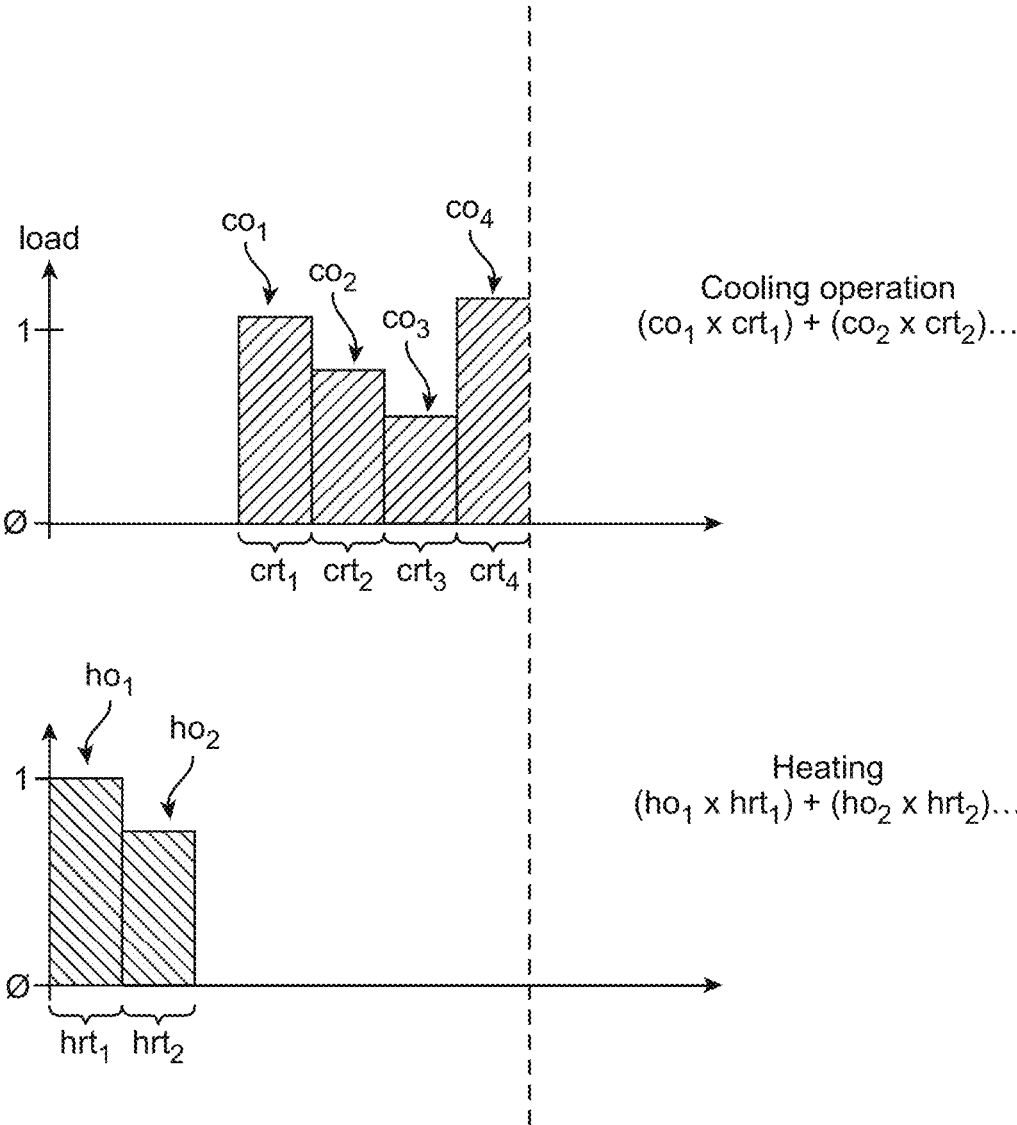 co₁
co₂
co₃
co₄
load
1
Ø
crt₁ crt₂ crt₃ crt₄
Cooling operation
(co₁ x crt₁) + (co₂ x crt₂)…
ho₁
ho₂
1
Ø
hrt₁ hrt₂
Heating
(ho₁ x hrt₁) + (ho₂ x hrt₂)…